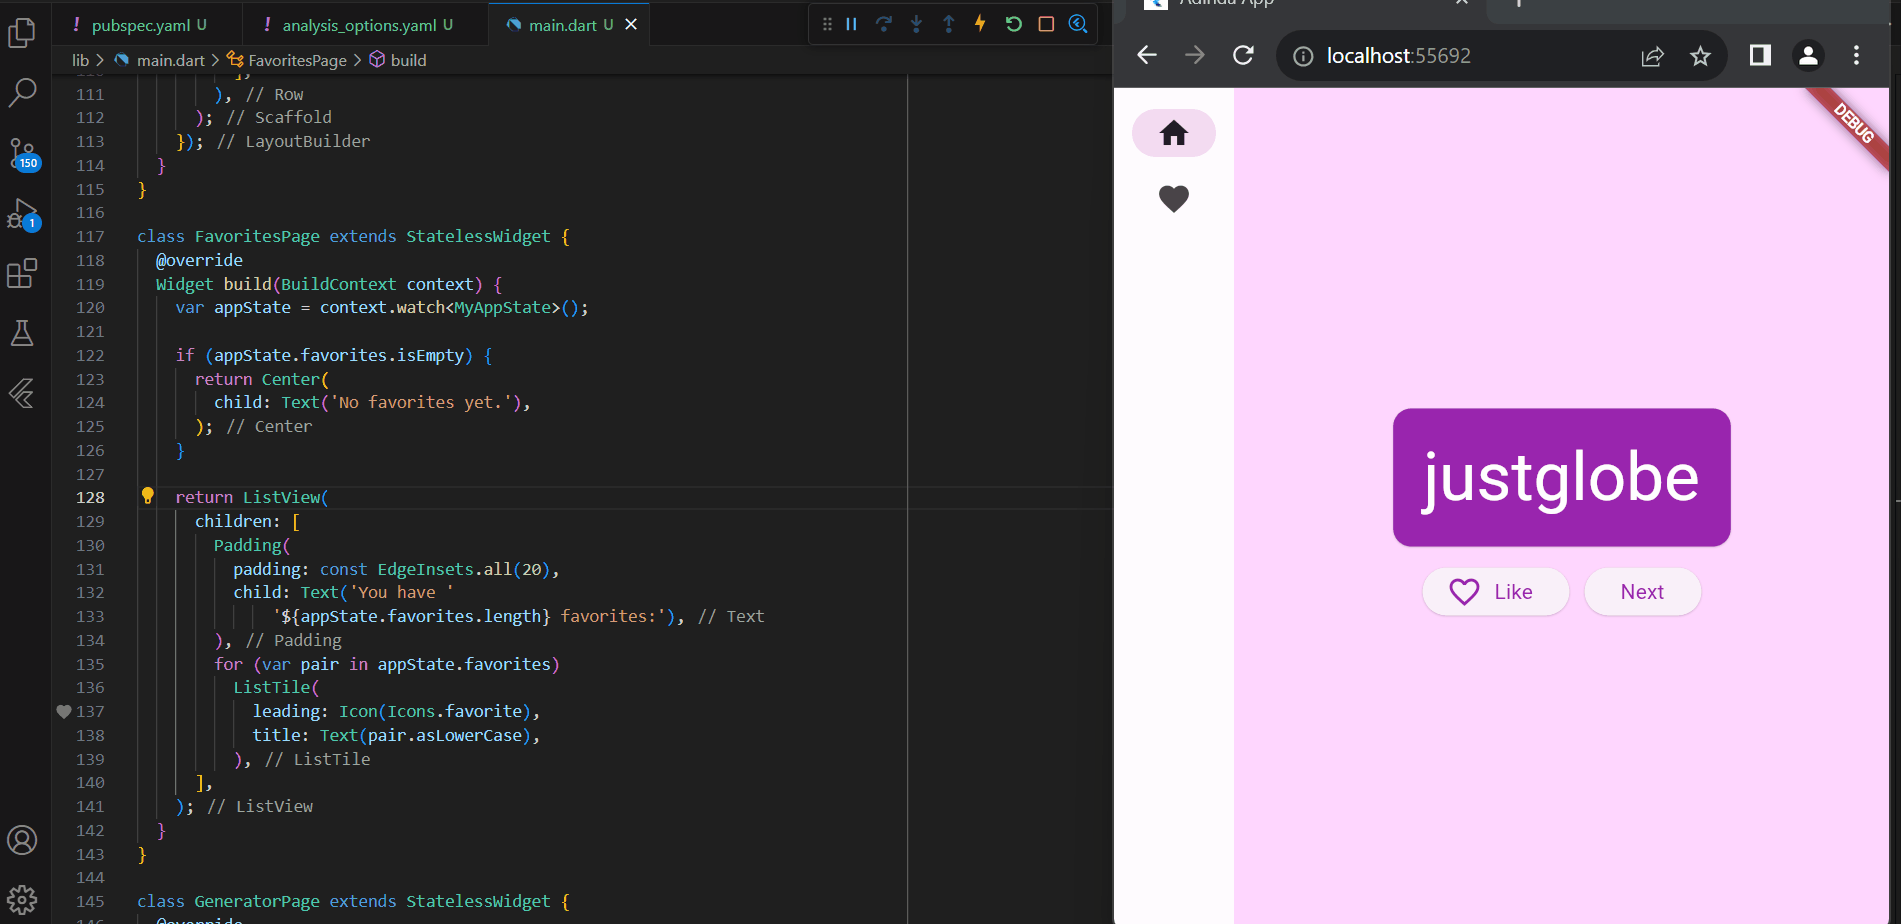 ! pubspec.yaml U
! analysis_options.yaml U
main.dart U
lib > main.dart > FavoritesPage > build
111 ), // Row
112 ); // Scaffold
113 }); // LayoutBuilder
114 }
115 }
116
117 class FavoritesPage extends StatelessWidget {
118 @override
119 Widget build(BuildContext context) {
120 var appState = context.watch<MyAppState>();
121
122 if (appState.favorites.isEmpty) {
123 return Center(
124 child: Text('No favorites yet.'),
125 ); // Center
126 }
127
128 return ListView(
129 children: [
130 Padding(
131 padding: const EdgeInsets.all(20),
132 child: Text('You have '
133 '${appState.favorites.length} favorites:'), // Text
134 ), // Padding
135 for (var pair in appState.favorites)
136 ListTile(
137 leading: Icon(Icons.favorite),
138 title: Text(pair.asLowerCase),
139 ), // ListTile
140 ],
141 ); // ListView
142 }
143 }
144
145 class GeneratorPage extends StatelessWidget {
146 @override
150
1
Adinda App
localhost:55692
DEBUG
justglobe
Like
Next